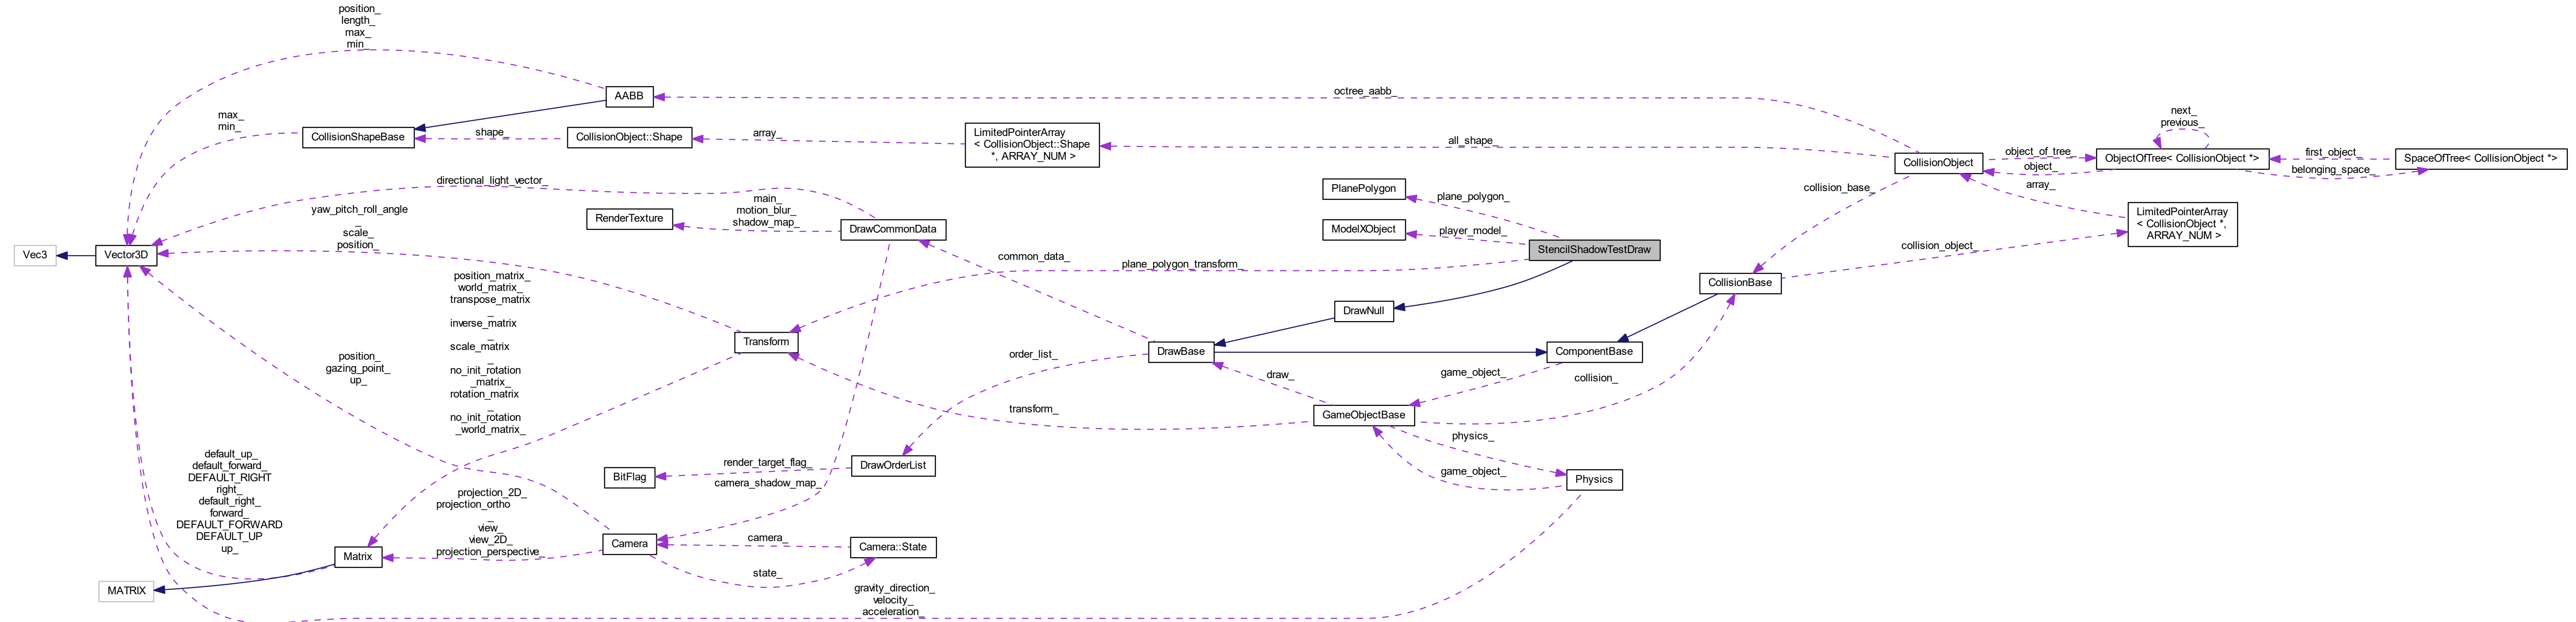 position_
length_
max_
min_
AABB
octree_aabb_
max_
min_
CollisionShapeBase
shape_
CollisionObject::Shape
array_
LimitedPointerArray
< CollisionObject::Shape
*, ARRAY_NUM >
all_shape_
CollisionObject
object_of_tree_
object_
next_
previous_
ObjectOfTree< CollisionObject *>
first_object_
belonging_space_
SpaceOfTree< CollisionObject *>
directional_light_vector_
yaw_pitch_roll_angle
_
scale_
position_
RenderTexture
main_
motion_blur_
shadow_map_
DrawCommonData
PlanePolygon
plane_polygon_
ModelXObject
player_model_
StencilShadowTestDraw
collision_base_
array_
LimitedPointerArray
< CollisionObject *,
ARRAY_NUM >
collision_object_
Vec3
Vector3D
common_data_
plane_polygon_transform_
CollisionBase
position_matrix_
world_matrix_
transpose_matrix
_
inverse_matrix
_
scale_matrix
_
no_init_rotation
_matrix_
rotation_matrix
_
no_init_rotation
_world_matrix_
DrawNull
Transform
DrawBase
ComponentBase
position_
gazing_point_
up_
order_list_
draw_
game_object_
collision_
transform_
GameObjectBase
physics_
game_object_
Physics
default_up_
default_forward_
DEFAULT_RIGHT
right_
default_right_
forward_
DEFAULT_FORWARD
DEFAULT_UP
up_
BitFlag
render_target_flag_
DrawOrderList
camera_shadow_map_
projection_2D_
projection_ortho
_
view_
view_2D_
projection_perspective_
Matrix
Camera
camera_
Camera::State
state_
MATRIX
gravity_direction_
velocity_
acceleration_